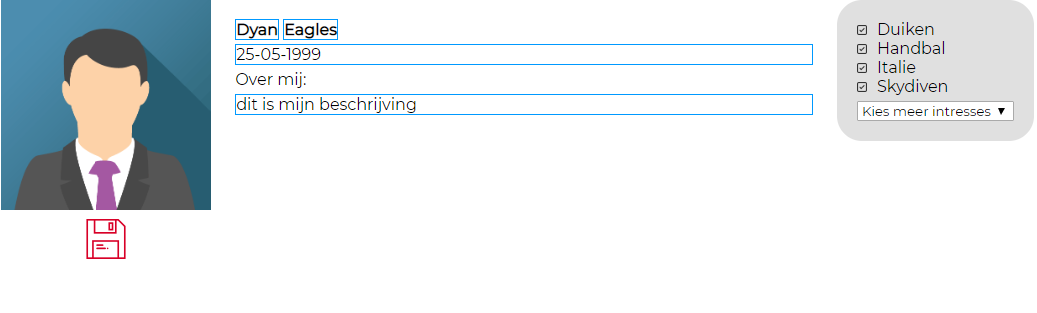 Dyan Eagles
25-05-1999
Over mij:
dit is mijn beschrijving
Duiken
Handbal
Italie
Skydiven
Kies meer intresses